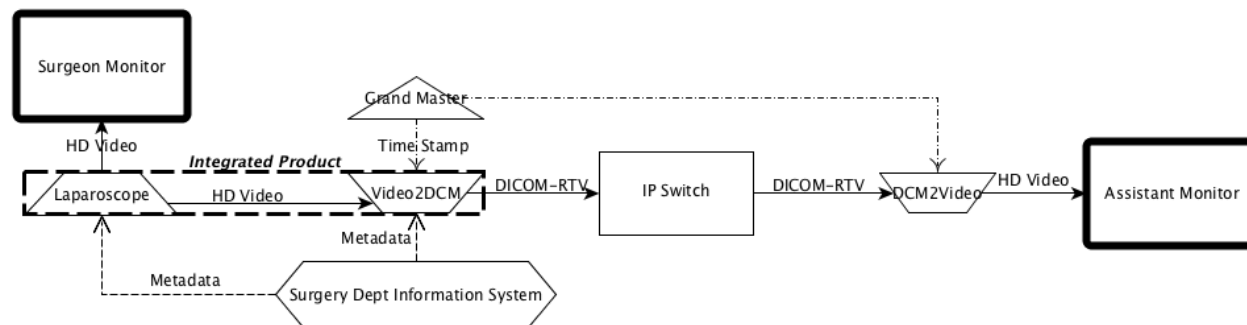 Surgeon Monitor
Grand Master
HD Video
Integrated Product
Time Stamp
Laparoscope
HD Video
Video2DCM
DICOM-RTV
IP Switch
DICOM-RTV
DCM2Video
HD Video
Assistant Monitor
Metadata
Metadata
Surgery Dept Information System